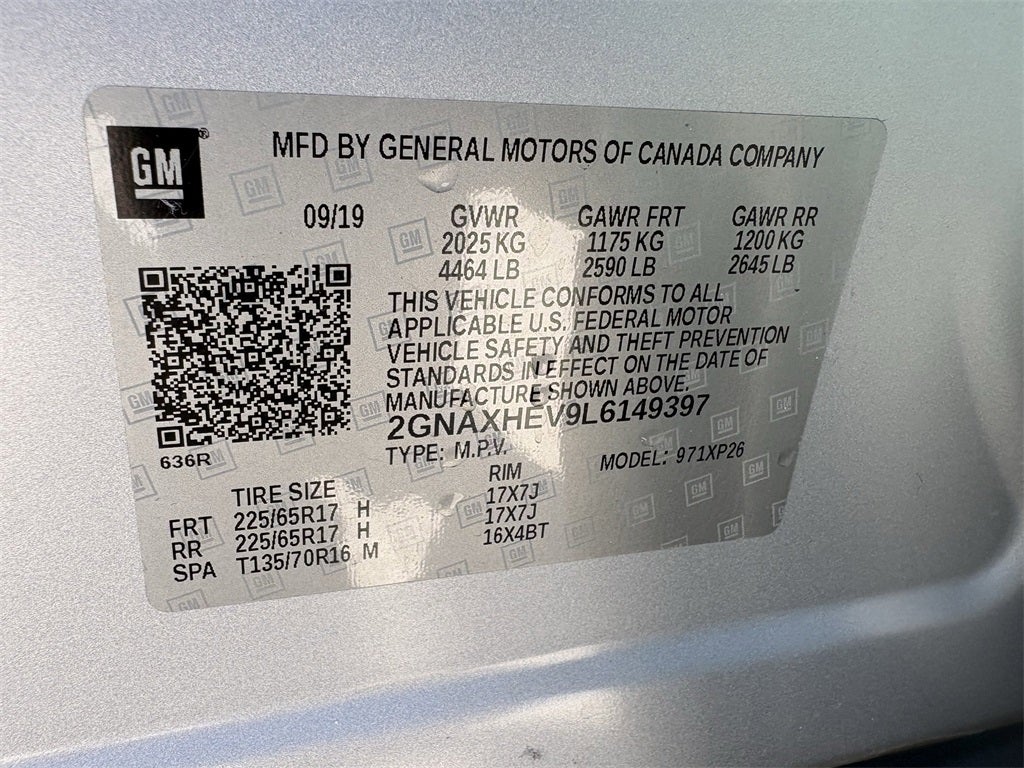 GM
®
MFD BY GENERAL MOTORS OF CANADA COMPANY
09/19 GVWR GAWR FRT GAWR RR
2025 KG 1175 KG 1200 KG
4464 LB 2590 LB 2645 LB
THIS VEHICLE CONFORMS TO ALL
APPLICABLE U.S. FEDERAL MOTOR
VEHICLE SAFETY AND THEFT PREVENTION
STANDARDS IN EFFECT ON THE DATE OF
MANUFACTURE SHOWN ABOVE.
2GNAXHEV9L6149397
636R
TYPE: M.P.V. MODEL: 971XP26
TIRE SIZE RIM
FRT 225/65R17 H 17X7J
RR 225/65R17 H 17X7J
SPA T135/70R16 M 16X4BT